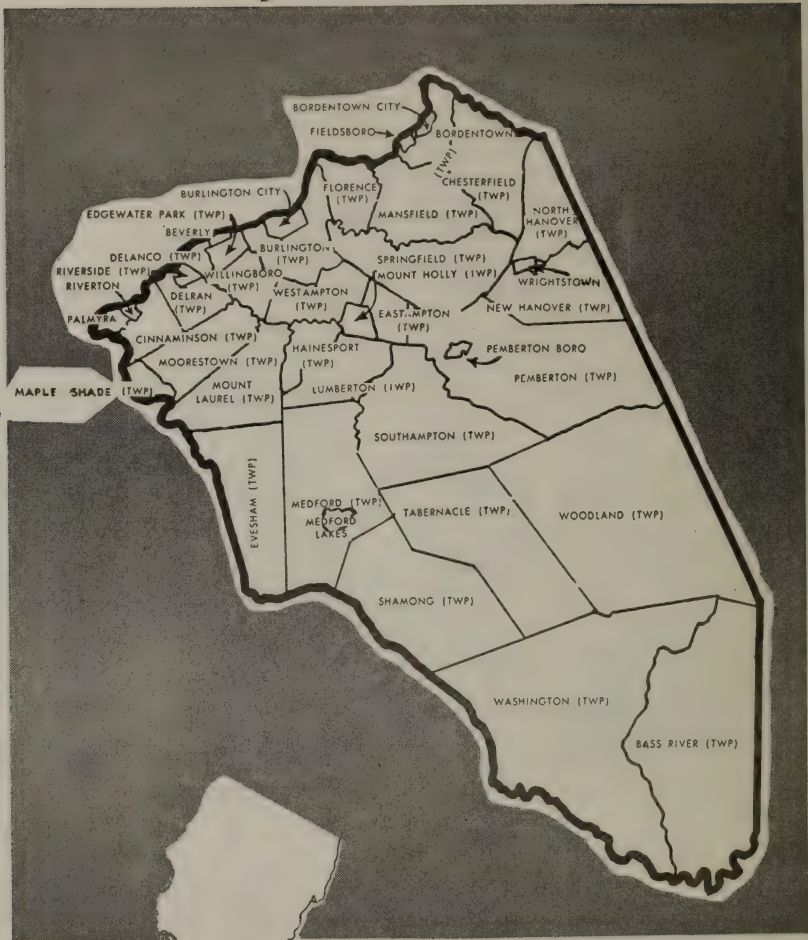 BORDENTOWN CITY
FIELDSBORO
BORDENTOWN
(TWP)
BURLINGTON CITY
FLORENCE
(TWP)
CHESTERFIELD
(TWP)
EDGEWATER PARK (TWP)
MANSFIELD (TWP)
NORTH
HANOVER
(TWP)
BEVERLY
BURLINGTON
(TWP)
DELANCO (TWP)
SPRINGFIELD (TWP)
RIVERSIDE (TWP)
WILLINGBORO
(TWP)
MOUNT HOLLY (TWP)
RIVERTON
WRIGHTSTOWN
DELRAN
(TWP)
WESTAMPTON
(TWP)
NEW HANOVER (TWP)
PALMYRA
EASTAMPTON
(TWP)
CINNAMINSON (TWP)
HAINESPORT
(TWP)
PEMBERTON BORO
MOORESTOWN (TWP)
PEMBERTON (TWP)
MAPLE SHADE (TWP)
MOUNT
LAUREL (TWP)
LUMBERTON (TWP)
SOUTHAMPTON (TWP)
EVESHAM (TWP)
MEDFORD (TWP)
MEDFORD
LAKES
TABERNACLE (TWP)
WOODLAND (TWP)
SHAMONG (TWP)
WASHINGTON (TWP)
BASS RIVER (TWP)